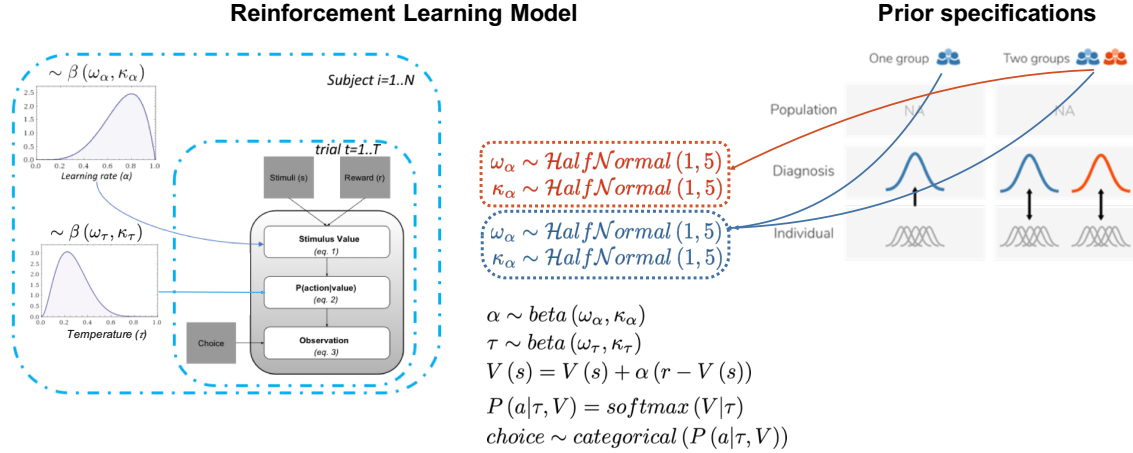 Reinforcement Learning Model
Prior specifications
~ β (ω_α, κ_α)
Subject i=1..N
2.5
2.0
1.5
1.0
0.5
0.0
0.0 0.2 0.4 0.6 0.8 1.0
Learning rate (α)
trial t=1..T
Stimuli (s)
Reward (r)
~ β (ω_τ, κ_τ)
3.0
2.5
2.0
1.5
1.0
0.5
0.0
0.0 0.2 0.4 0.6 0.8 1.0
Temperature (τ)
Stimulus Value
(eq. 1)
P(action|value)
(eq. 2)
Choice
Observation
(eq. 3)
ω_α ~ HalfNormal (1, 5)
κ_α ~ HalfNormal (1, 5)
ω_α ~ HalfNormal (1, 5)
κ_α ~ HalfNormal (1, 5)
α ~ beta (ω_α, κ_α)
τ ~ beta (ω_τ, κ_τ)
V (s) = V (s) + α (r − V (s))
P (a|τ, V) = softmax (V|τ)
choice ~ categorical (P (a|τ, V))
One group
Two groups
Population
NA
NA
Diagnosis
Individual